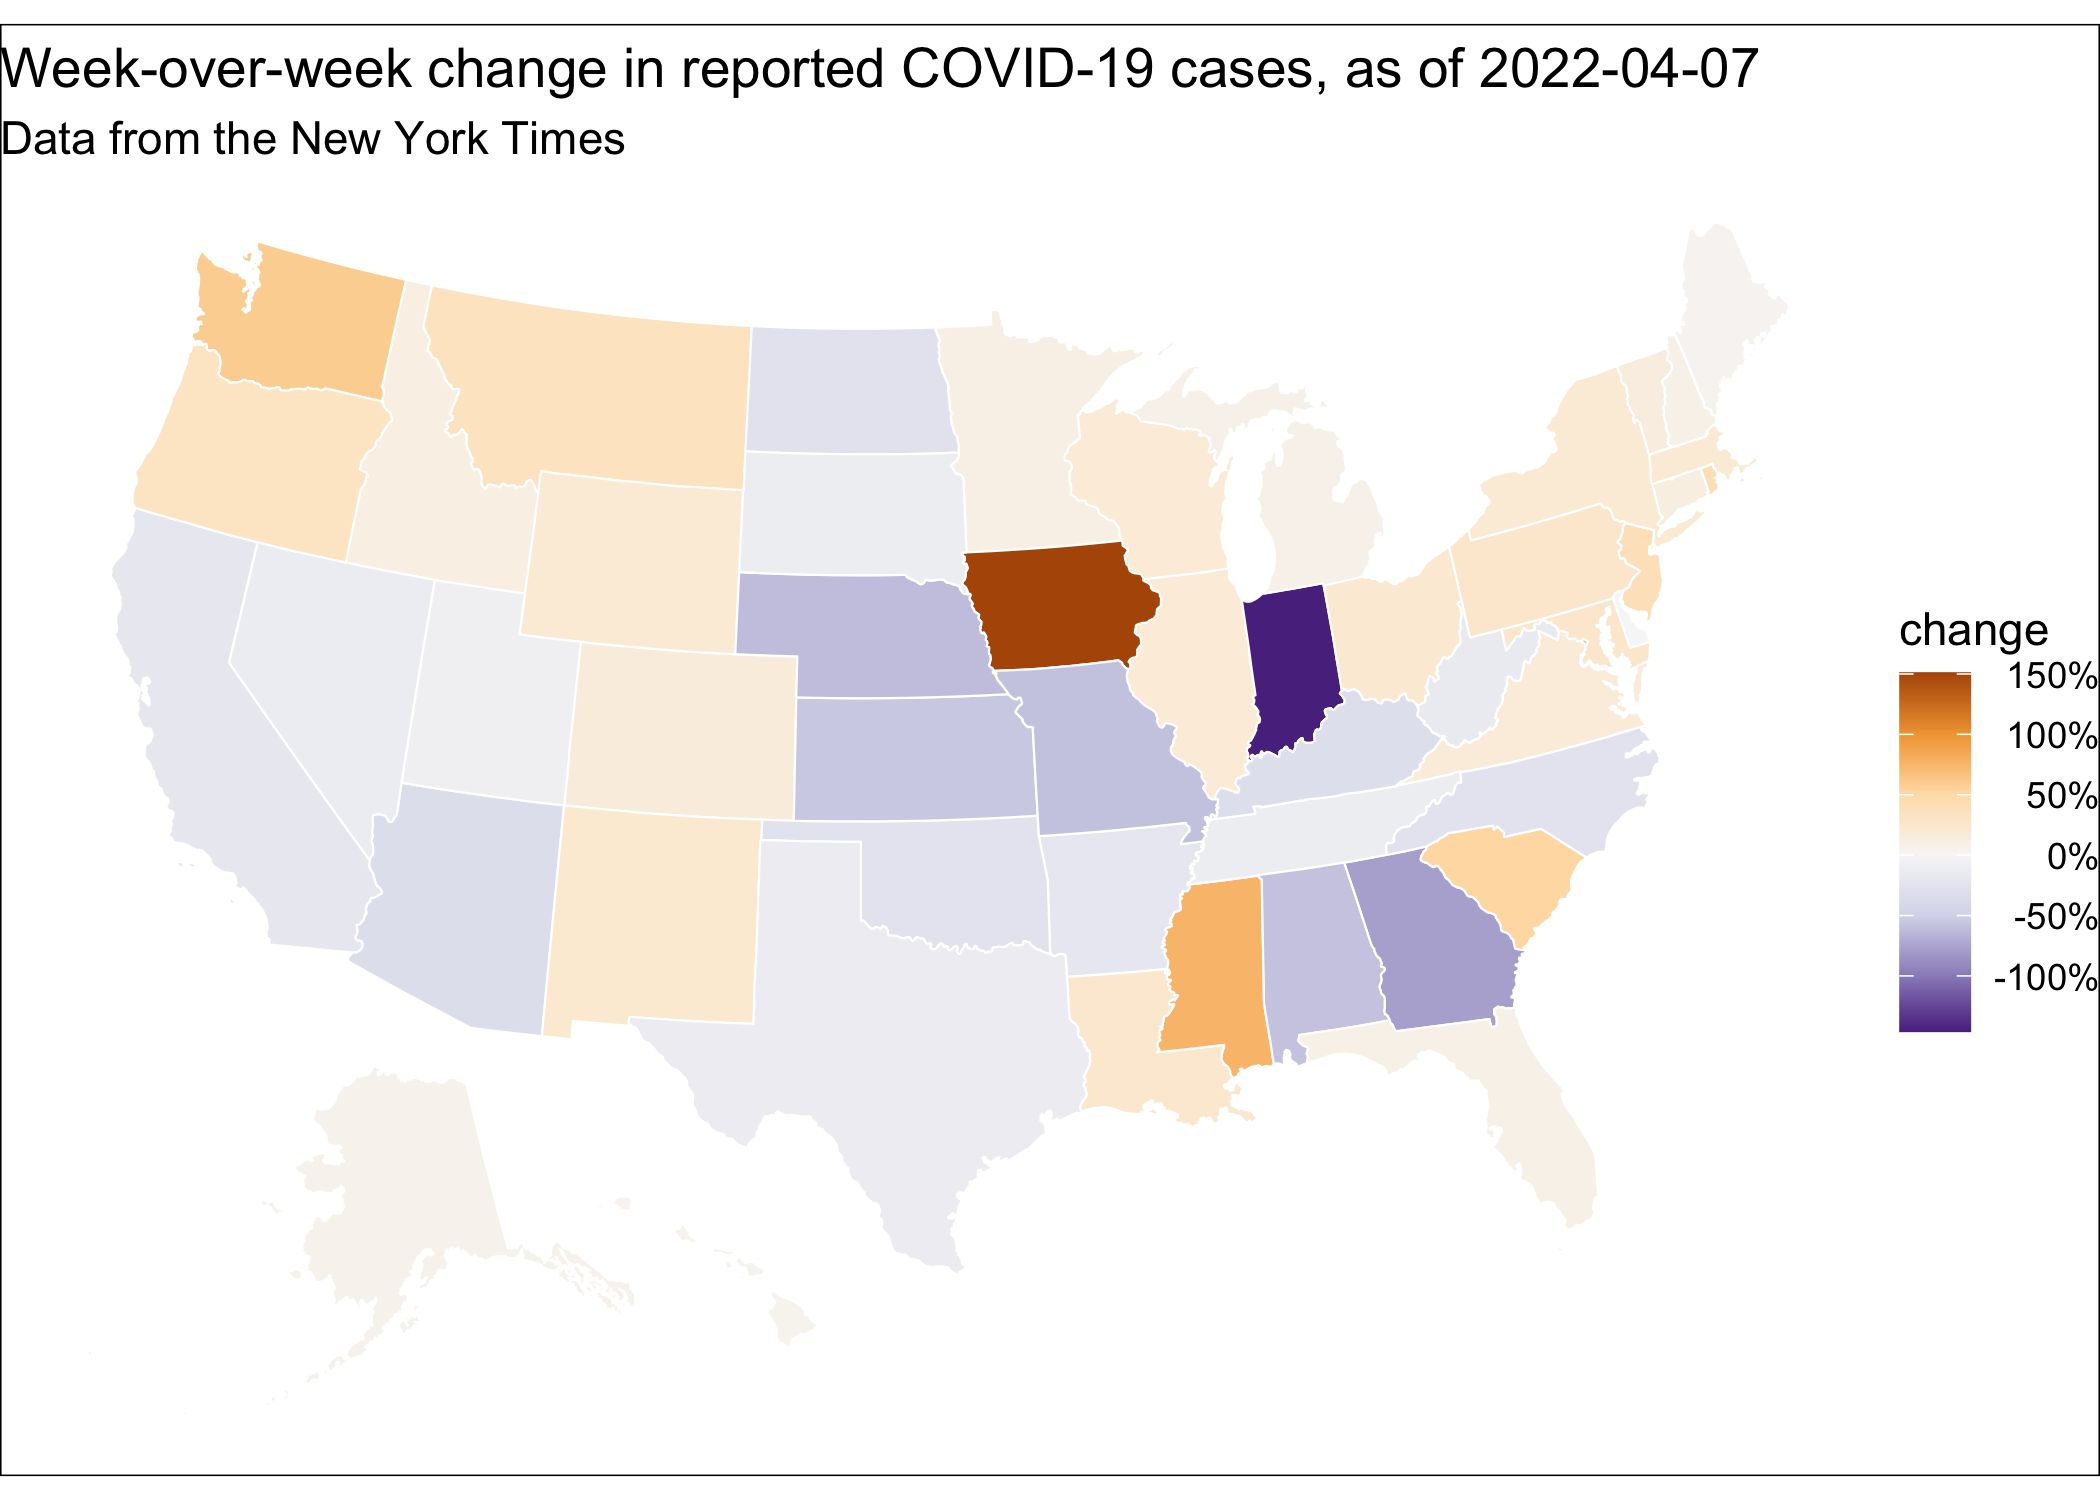 Week-over-week change in reported COVID-19 cases, as of 2022-04-07
Data from the New York Times
change
150%
100%
50%
0%
-50%
-100%